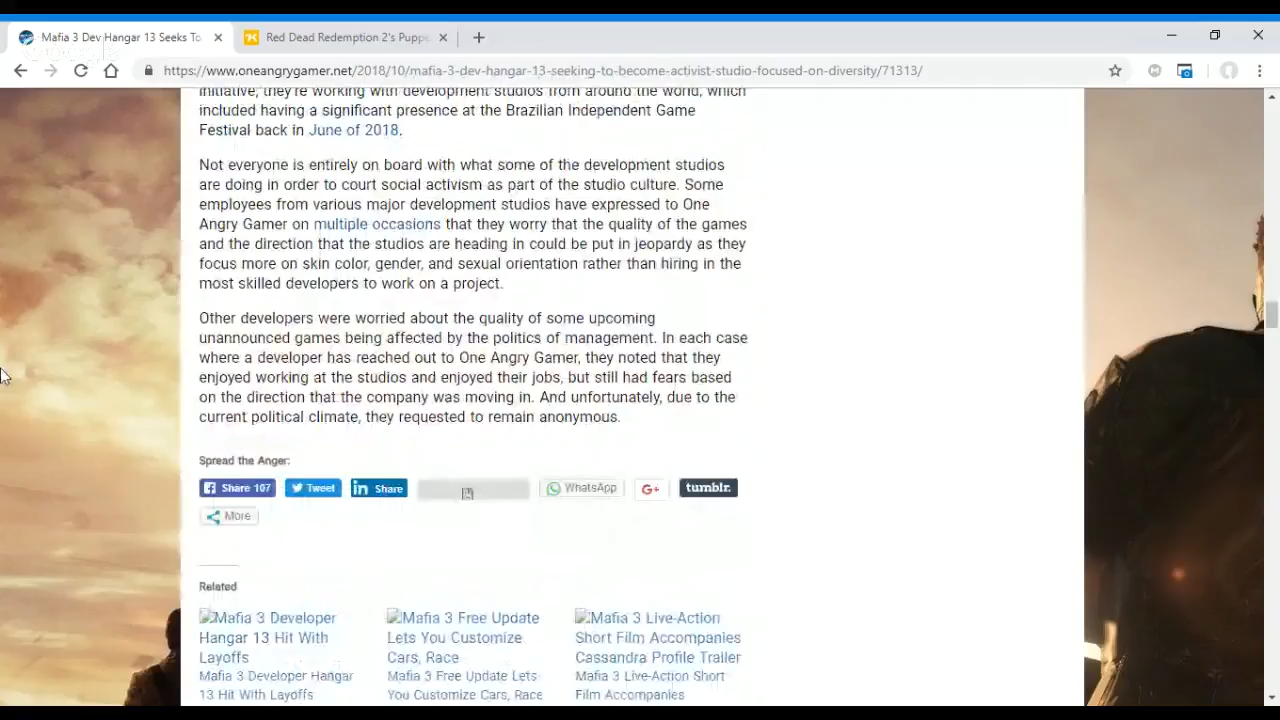 Mafia 3 Dev Hangar 13 Seeks To
Red Dead Redemption 2's Puppe
https://www.oneangrygamer.net/2018/10/mafia-3-dev-hangar-13-seeking-to-become-activist-studio-focused-on-diversity/71313/
initiative, they're working with development studios from around the world, which
included having a significant presence at the Brazilian Independent Game
Festival back in June of 2018.
Not everyone is entirely on board with what some of the development studios
are doing in order to court social activism as part of the studio culture. Some
employees from various major development studios have expressed to One
Angry Gamer on multiple occasions that they worry that the quality of the games
and the direction that the studios are heading in could be put in jeopardy as they
focus more on skin color, gender, and sexual orientation rather than hiring in the
most skilled developers to work on a project.
Other developers were worried about the quality of some upcoming
unannounced games being affected by the politics of management. In each case
where a developer has reached out to One Angry Gamer, they noted that they
enjoyed working at the studios and enjoyed their jobs, but still had fears based
on the direction that the company was moving in. And unfortunately, due to the
current political climate, they requested to remain anonymous.
Spread the Anger:
Share 107
Tweet
in Share
WhatsApp
G+
tumblr.
More
Related
Mafia 3 Developer
Hangar 13 Hit With
Layoffs
Mafia 3 Developer Hangar
13 Hit With Layoffs
Mafia 3 Free Update
Lets You Customize
Cars, Race
Mafia 3 Free Update Lets
You Customize Cars, Race
Mafia 3 Live-Action
Short Film Accompanies
Cassandra Profile Trailer
Mafia 3 Live-Action Short
Film Accompanies